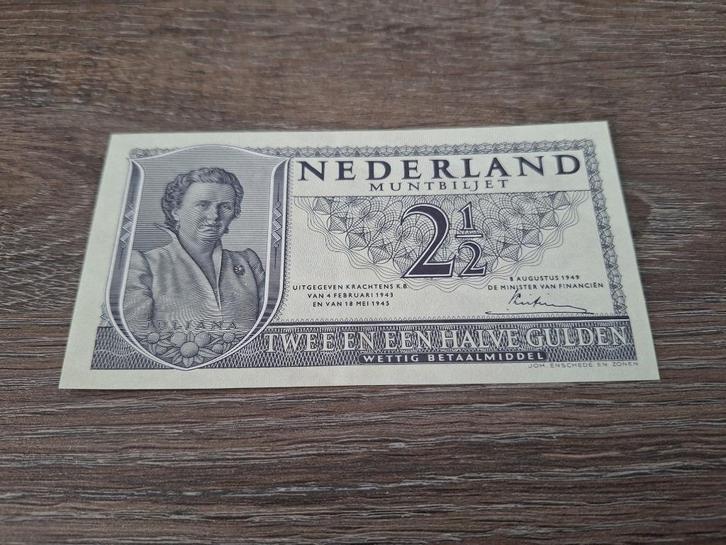 NEDERLAND
MUNTBILJET
2½
UITGEGEVEN KRACHTENS K.B.
VAN 4 FEBRUARI 1943
EN VAN 18 MEI 1945
8 AUGUSTUS 1949
DE MINISTER VAN FINANCIËN
JULIANA
TWEE EN EEN HALVE GULDEN
WETTIG BETAALMIDDEL
JOH. ENSCHEDÉ EN ZONEN